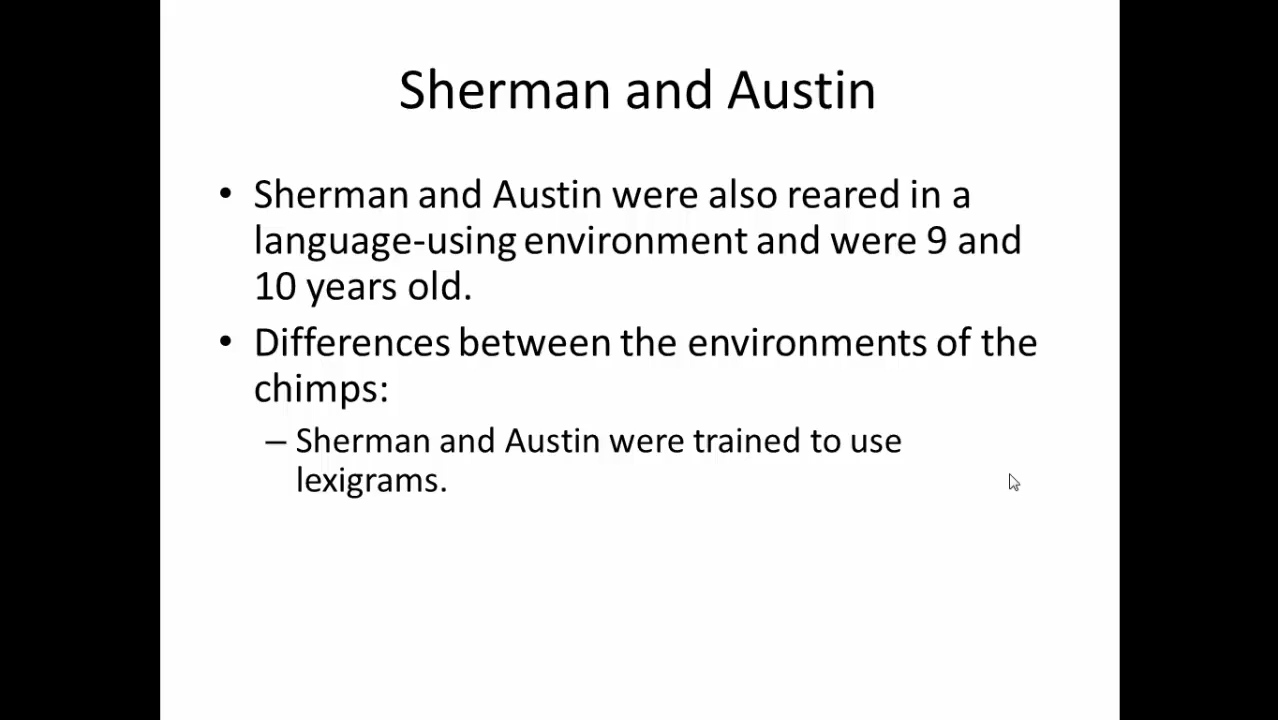 Sherman and Austin
• Sherman and Austin were also reared in a
language-using environment and were 9 and
10 years old.
• Differences between the environments of the
chimps:
– Sherman and Austin were trained to use
lexigrams.